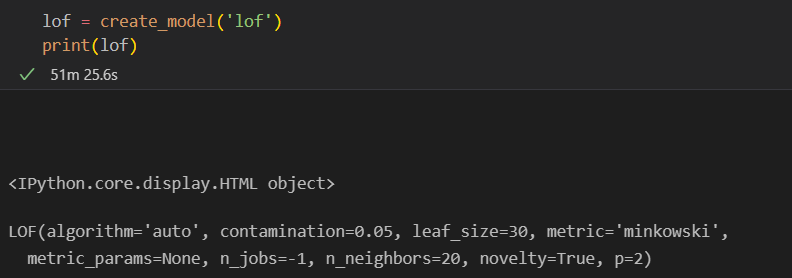 lof = create_model('lof')
print(lof)
51m 25.6s
<IPython.core.display.HTML object>
LOF(algorithm='auto', contamination=0.05, leaf_size=30, metric='minkowski',
metric_params=None, n_jobs=-1, n_neighbors=20, novelty=True, p=2)